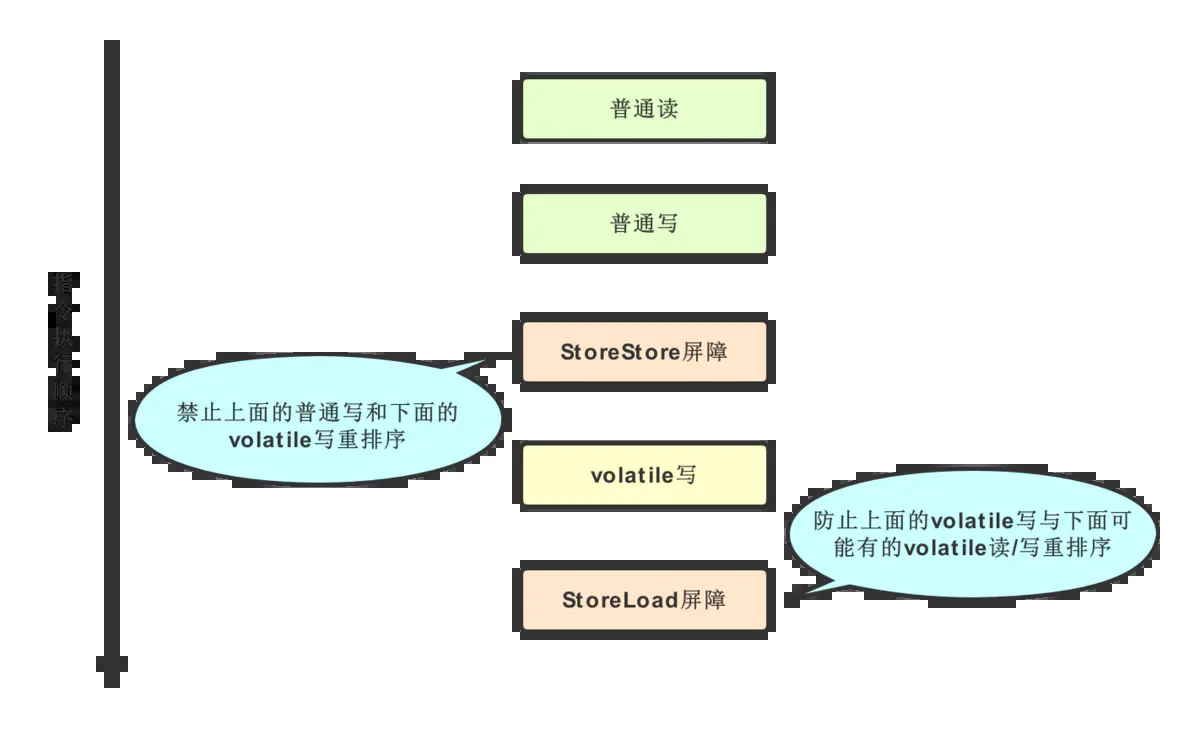 普通读
普通写
指令执行顺序
StoreStore屏障
禁止上面的普通写和下面的
volatile写重排序
volatile写
防止上面的volatile写与下面可
能有的volatile读/写重排序
StoreLoad屏障